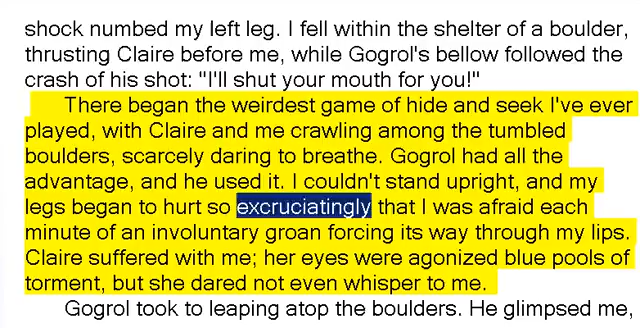 shock numbed my left leg. I fell within the shelter of a boulder,
thrusting Claire before me, while Gogrol's bellow followed the
crash of his shot: "I'll shut your mouth for you!"
There began the weirdest game of hide and seek I've ever
played, with Claire and me crawling among the tumbled
boulders, scarcely daring to breathe. Gogrol had all the
advantage, and he used it. I couldn't stand upright, and my
legs began to hurt so excruciatingly that I was afraid each
minute of an involuntary groan forcing its way through my lips.
Claire suffered with me; her eyes were agonized blue pools of
torment, but she dared not even whisper to me.
Gogrol took to leaping atop the boulders. He glimpsed me,